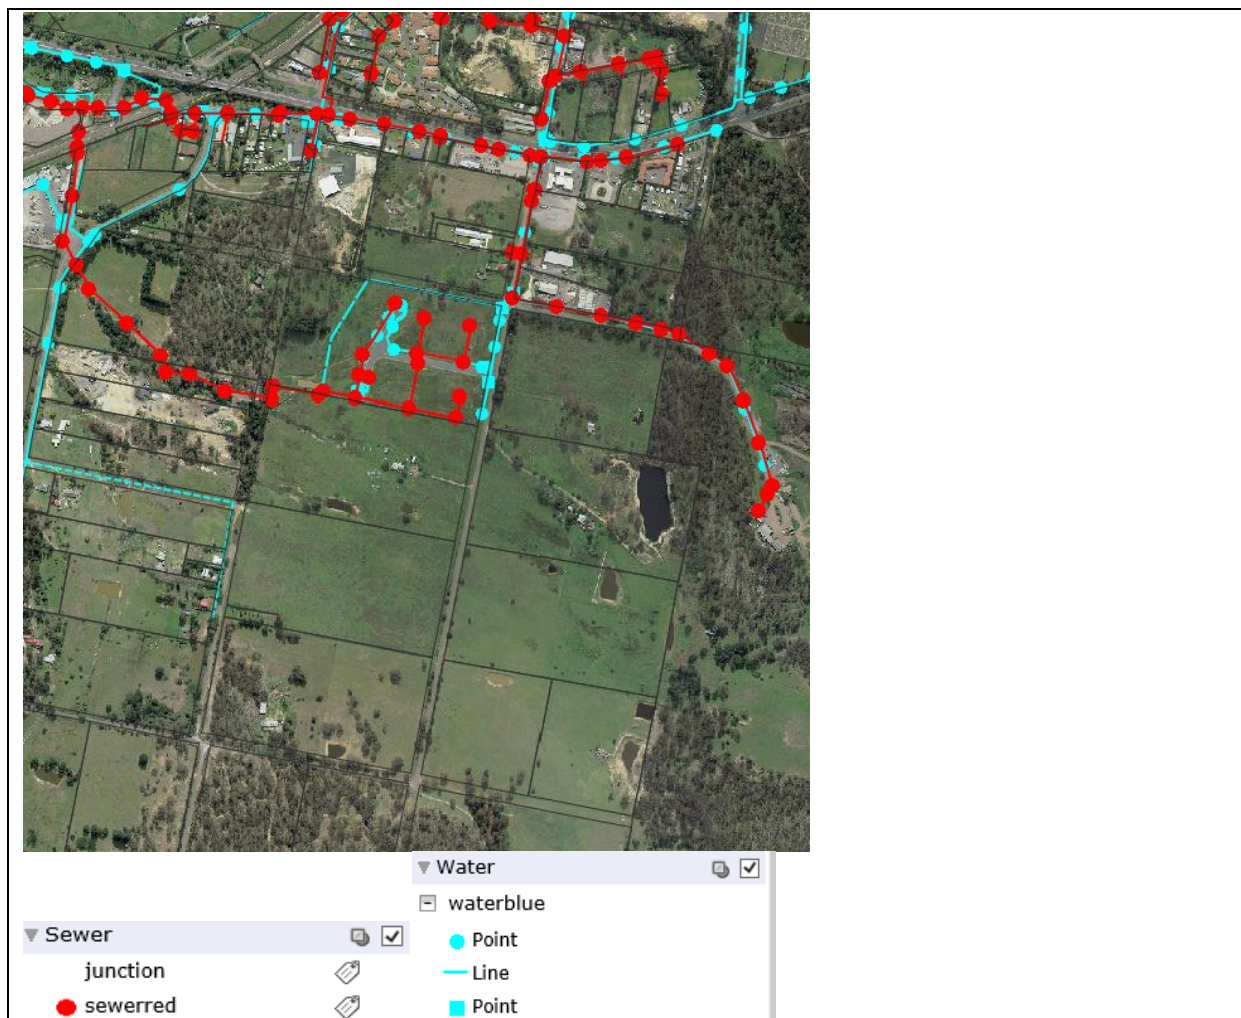 Water
waterblue
Sewer
Point
junction
Line
sewerred
Point